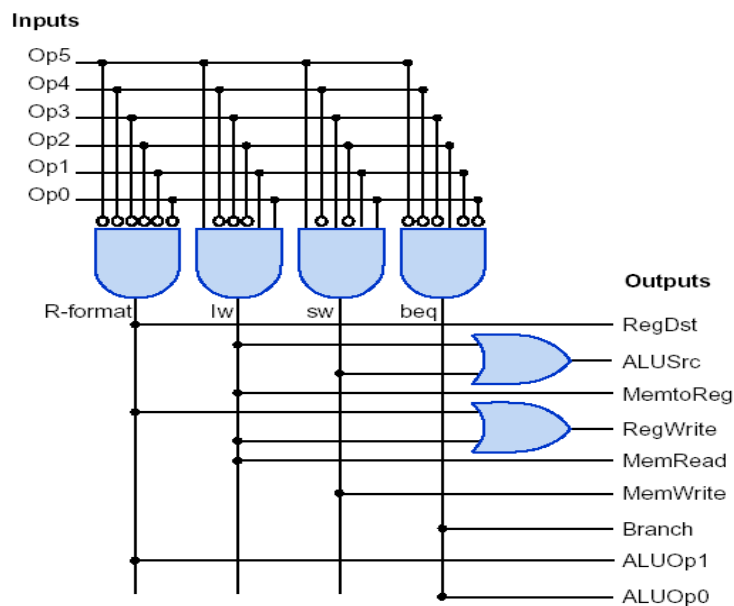 Inputs
Op5
Op4
Op3
Op2
Op1
Op0
R-format
lw
sw
beq
Outputs
RegDst
ALUSrc
MemtoReg
RegWrite
MemRead
MemWrite
Branch
ALUOp1
ALUOp0